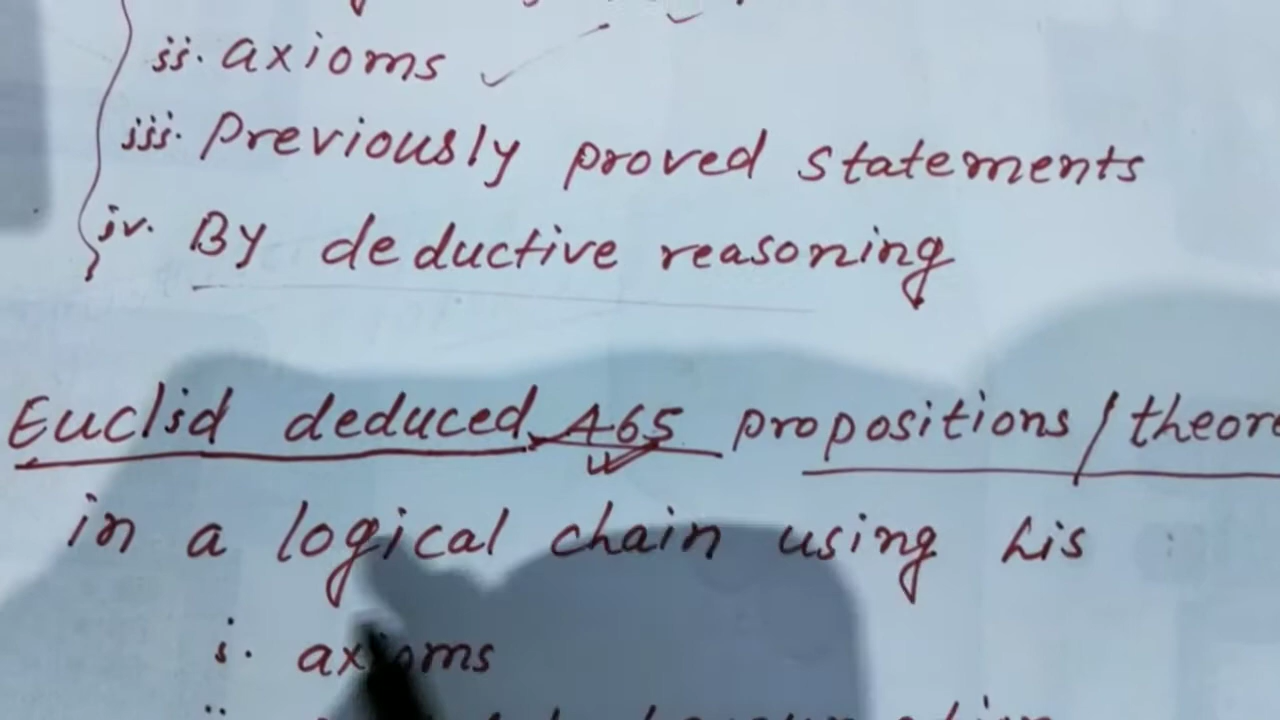 ii. axioms
iii. Previously proved statements
iv. By deductive reasoning
Euclid deduced 465 propositions/theore
in a logical chain using his :
i. axioms
ii.